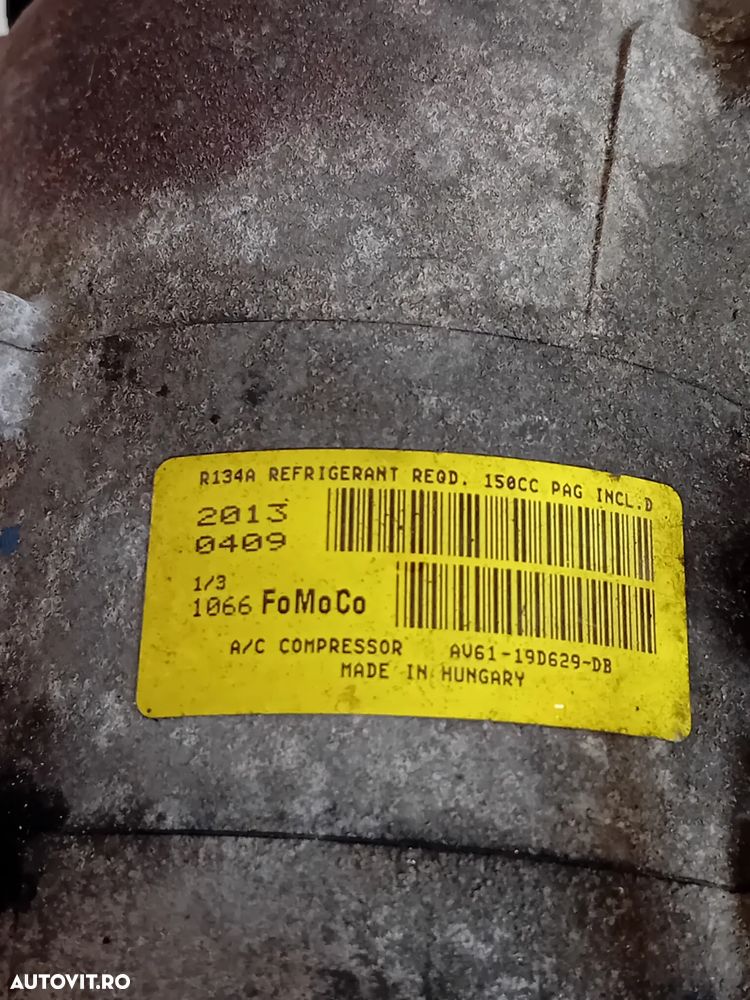 R134A REFRIGERANT REQD. 150CC PAG INCL.D
2013
0409
1/3
1066 FoMoCo
A/C COMPRESSOR AV61-19D629-DB
MADE IN HUNGARY
AUTOVIT.RO